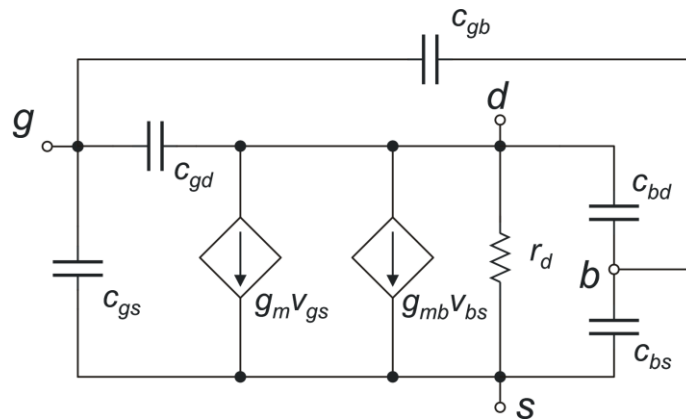 c_gb
d
g
c_gd
c_bd
r_d
b
c_gs
g_m v_gs
g_mb v_bs
c_bs
s